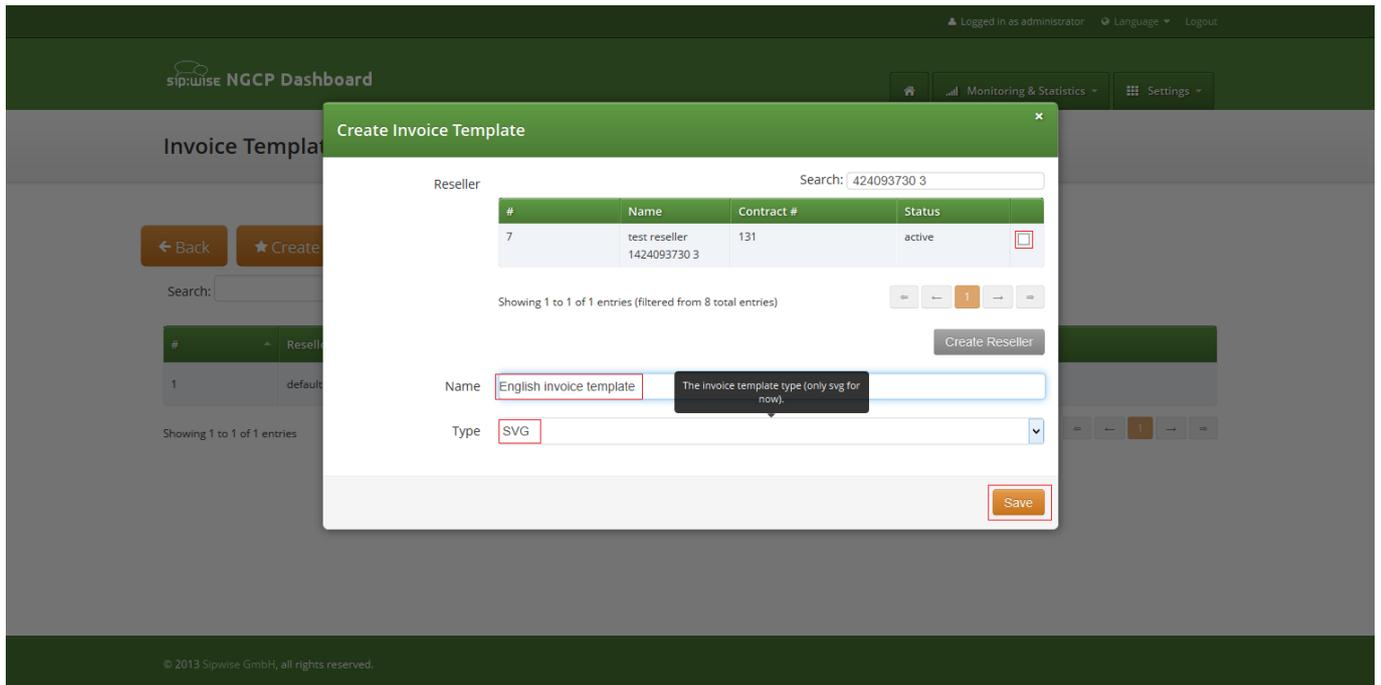 Logged in as administrator Language Logout
sip:wise NGCP Dashboard
Monitoring & Statistics Settings
Create Invoice Template
×
Invoice Templat
Reseller
Search: 424093730 3
# Name Contract # Status
7 test reseller 131 active
1424093730 3
Back Create
Search:
Showing 1 to 1 of 1 entries (filtered from 8 total entries)
← 1 →
Create Reseller
# Reselle
1 default
Name English invoice template
The invoice template type (only svg for
now).
Showing 1 to 1 of 1 entries
Type SVG
← 1 →
Save
© 2013 Sipwise GmbH, all rights reserved.